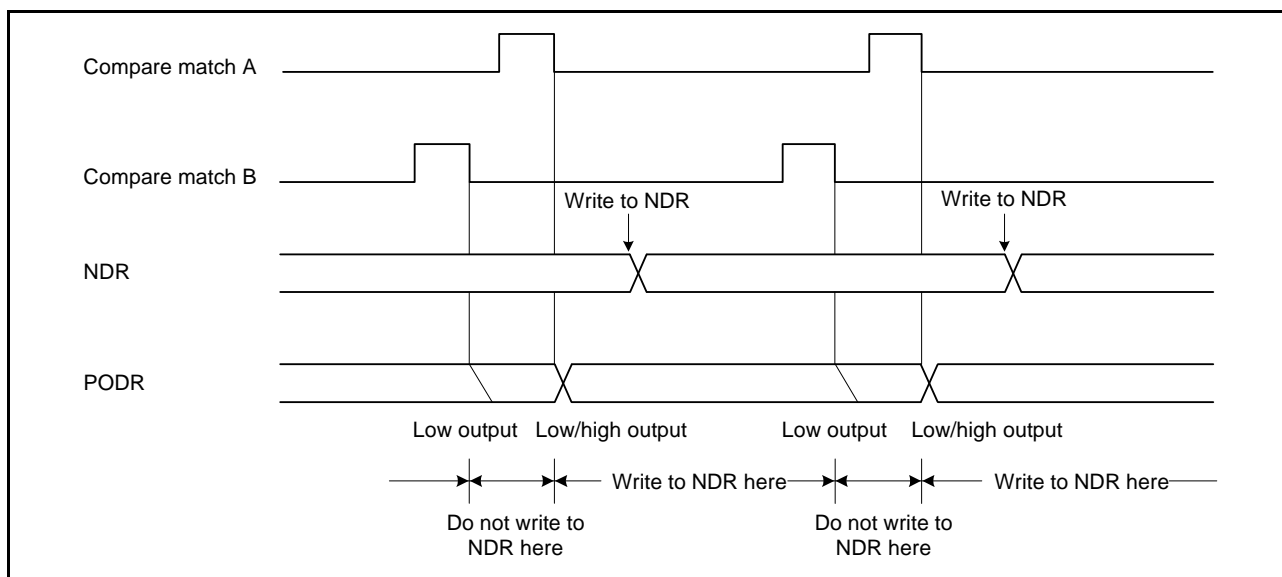 Compare match A
Compare match B
Write to NDR
Write to NDR
NDR
PODR
Low output
Low/high output
Low output
Low/high output
Write to NDR here
Write to NDR here
Do not write to
NDR here
Do not write to
NDR here